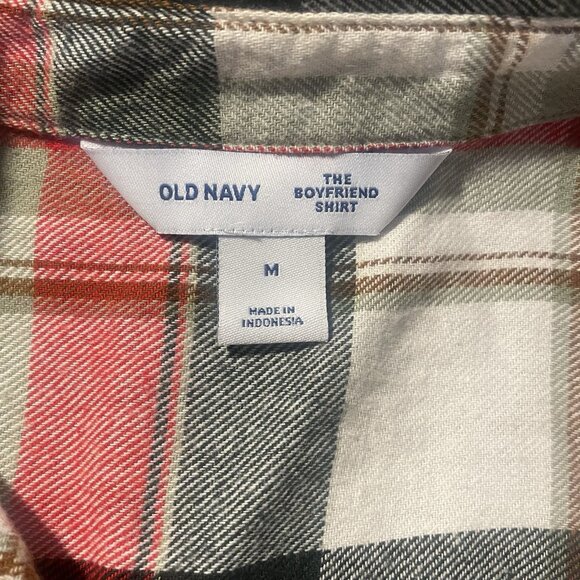 OLD NAVY
THE
BOYFRIEND
SHIRT
M
MADE IN
INDONESIA